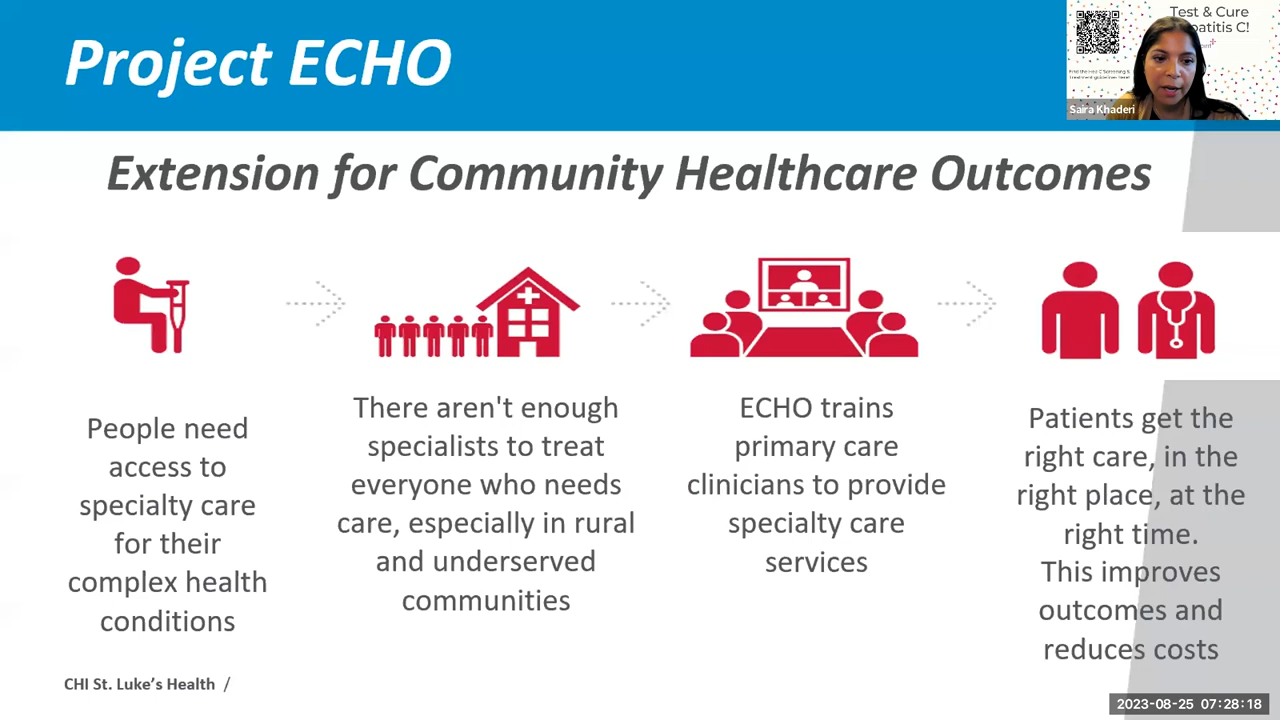 Project ECHO
Test & Cure
patitis C!
Saira Khaderi
Extension for Community Healthcare Outcomes
People need
access to
specialty care
for their
complex health
conditions
There aren't enough
specialists to treat
everyone who needs
care, especially in rural
and underserved
communities
ECHO trains
primary care
clinicians to provide
specialty care
services
Patients get the
right care, in the
right place, at the
right time.
This improves
outcomes and
reduces costs
CHI St. Luke's Health /
2023-08-25 07:28:18